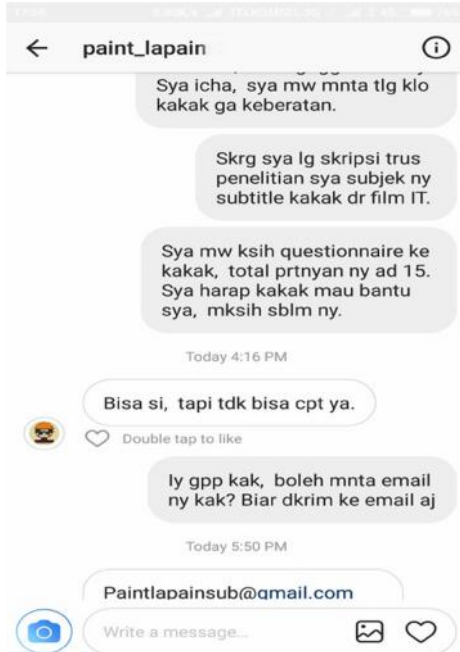 paint_lapain
Sya icha, sya mw mnta tlg klo
kakak ga keberatan.
Skrg sya lg skripsi trus
penelitian sya subjek ny
subtitle kakak dr film IT.
Sya mw ksih questionnaire ke
kakak, total prtnyan ny ad 15.
Sya harap kakak mau bantu
sya, mksih sblm ny.
Today 4:16 PM
Bisa si, tapi tdk bisa cpt ya.
Double tap to like
Iy gpp kak, boleh mnta email
ny kak? Biar dkrim ke email aj
Today 5:50 PM
Paintlapainsub@gmail.com
Write a message...